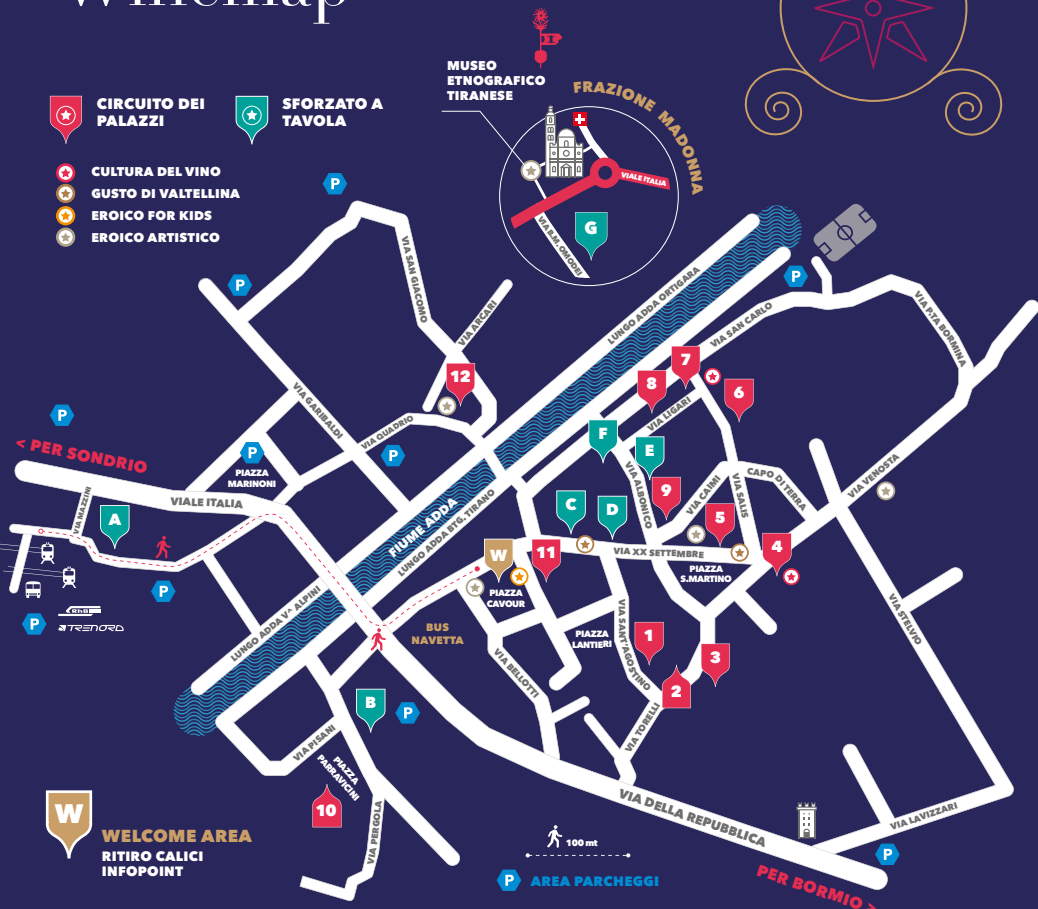 Winemap
CIRCUITO DEI
PALAZZI
SFORZATO A
TAVOLA
CULTURA DEL VINO
GUSTO DI VALTELLINA
EROICO FOR KIDS
EROICO ARTISTICO
MUSEO
ETNOGRAFICO
TIRANESE
FRAZIONE MADONNA
VIALE ITALIA
VIA B.M. OMODEI
G
P
P
P
P
P
P
VIA SAN GIACOMO
VIA ARCARI
12
LUNGO ADDA ORTIGARA
VIA SAN CARLO
VIA P.TA BORMINA
7
8
6
VIA LIGARI
VIA GARIBALDI
VIA QUADRIO
F
E
< PER SONDRIO
PIAZZA
MARINONI
VIALE ITALIA
VIA MAZZINI
A
VIA ALBONICO
9
VIA CAIMI
VIA SALIS
CAPO DI TERRA
VIA VENOSTA
C
D
5
FIUME ADDA
LUNGO ADDA BTG. TIRANO
W
11
VIA XX SETTEMBRE
4
PIAZZA
S.MARTINO
PIAZZA
CAVOUR
P
P
RhB
TRENORD
LUNGO ADDA V^ ALPINI
BUS
NAVETTA
PIAZZA
LANTIERI
VIA SANT'AGOSTINO
1
3
2
VIA STELVIO
VIA BELLOTTI
VIA TORELLI
B
P
VIA PISANI
PIAZZA
PARRAVICINI
10
VIA PERGOLA
VIA DELLA REPUBBLICA
VIA LAVIZZARI
P
W
WELCOME AREA
RITIRO CALICI
INFOPOINT
100 mt
P
AREA PARCHEGGI
PER BORMIO >